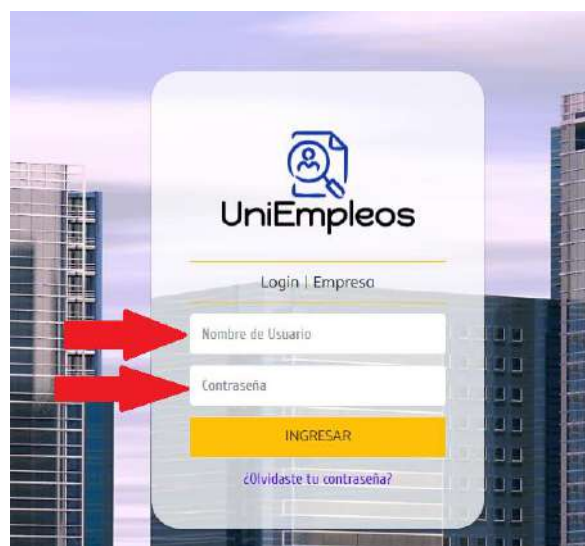 UniEmpleos
Login | Empresa
Nombre de Usuario
Contraseña
INGRESAR
¿Olvidaste tu contraseña?